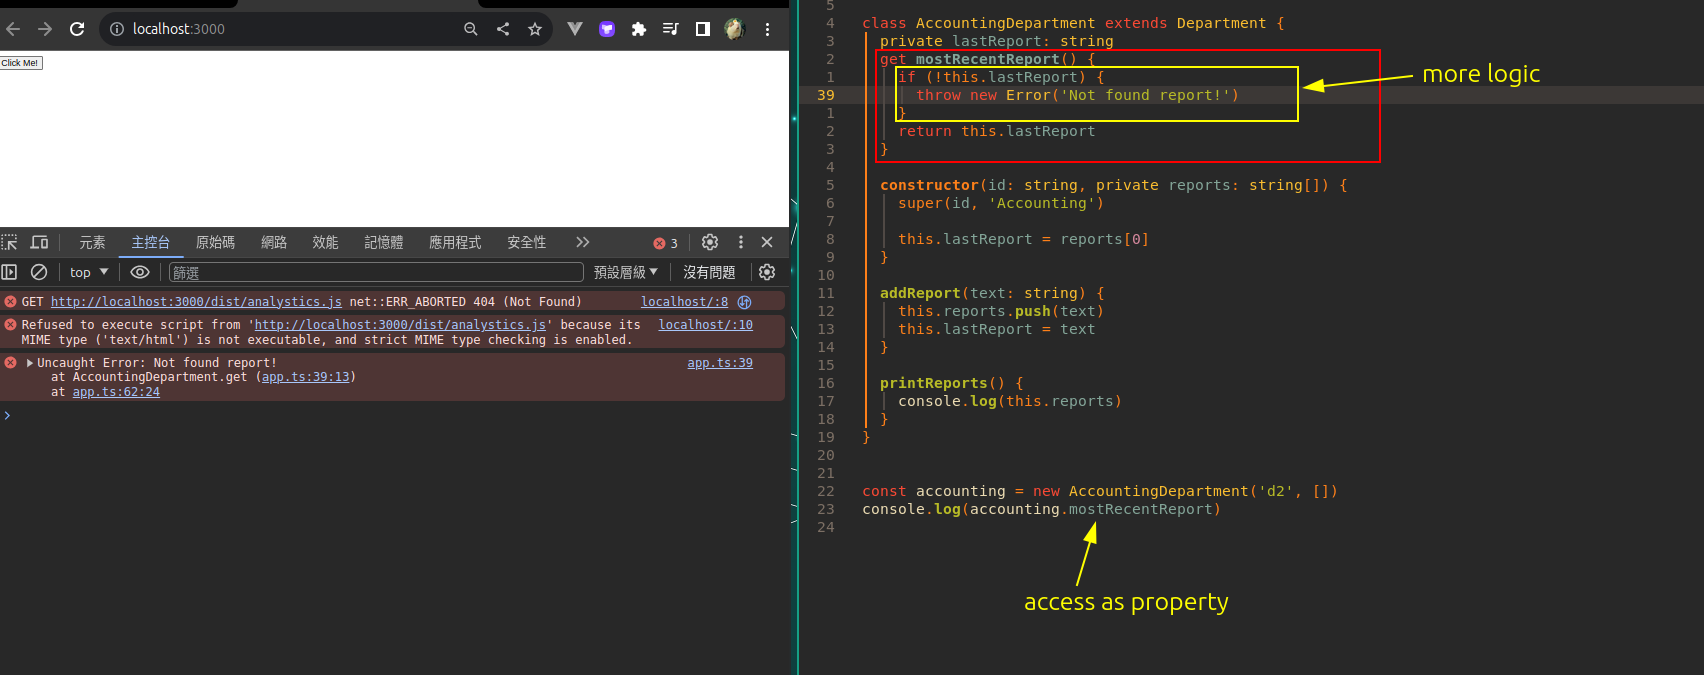 localhost:3000
Click Me!
元素 主控台 原始碼 網路 效能 記憶體 應用程式 安全性 3
top 篩選 預設層級 沒有問題
GET http://localhost:3000/dist/analystics.js net::ERR_ABORTED 404 (Not Found) localhost/:8
Refused to execute script from 'http://localhost:3000/dist/analystics.js' because its localhost/:10
MIME type ('text/html') is not executable, and strict MIME type checking is enabled.
Uncaught Error: Not found report! app.ts:39
at AccountingDepartment.get (app.ts:39:13)
at app.ts:62:24
5
4 class AccountingDepartment extends Department {
3 private lastReport: string
2 get mostRecentReport() {
1 if (!this.lastReport) {
39 throw new Error('Not found report!')
1 }
2 return this.lastReport
3 }
4
5 constructor(id: string, private reports: string[]) {
6 super(id, 'Accounting')
7
8 this.lastReport = reports[0]
9 }
10
11 addReport(text: string) {
12 this.reports.push(text)
13 this.lastReport = text
14 }
15
16 printReports() {
17 console.log(this.reports)
18 }
19 }
20
21
22 const accounting = new AccountingDepartment('d2', [])
23 console.log(accounting.mostRecentReport)
24
more logic
access as property